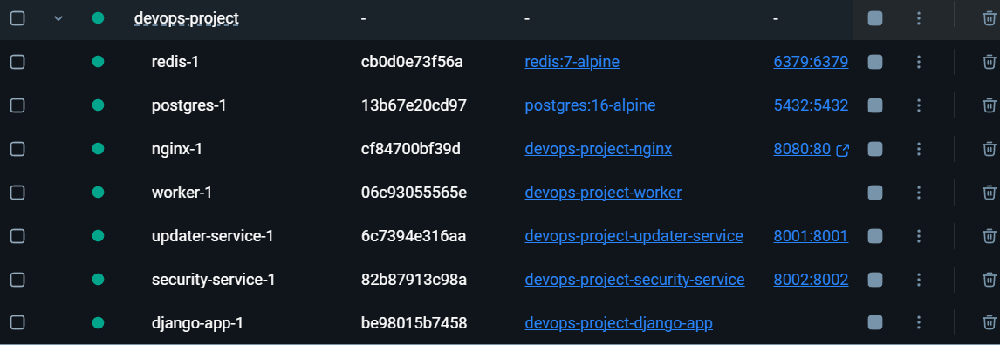 devops-project - - -
redis-1 cb0d0e73f56a redis:7-alpine 6379:6379
postgres-1 13b67e20cd97 postgres:16-alpine 5432:5432
nginx-1 cf84700bf39d devops-project-nginx 8080:80
worker-1 06c93055565e devops-project-worker
updater-service-1 6c7394e316aa devops-project-updater-service 8001:8001
security-service-1 82b87913c98a devops-project-security-service 8002:8002
django-app-1 be98015b7458 devops-project-django-app